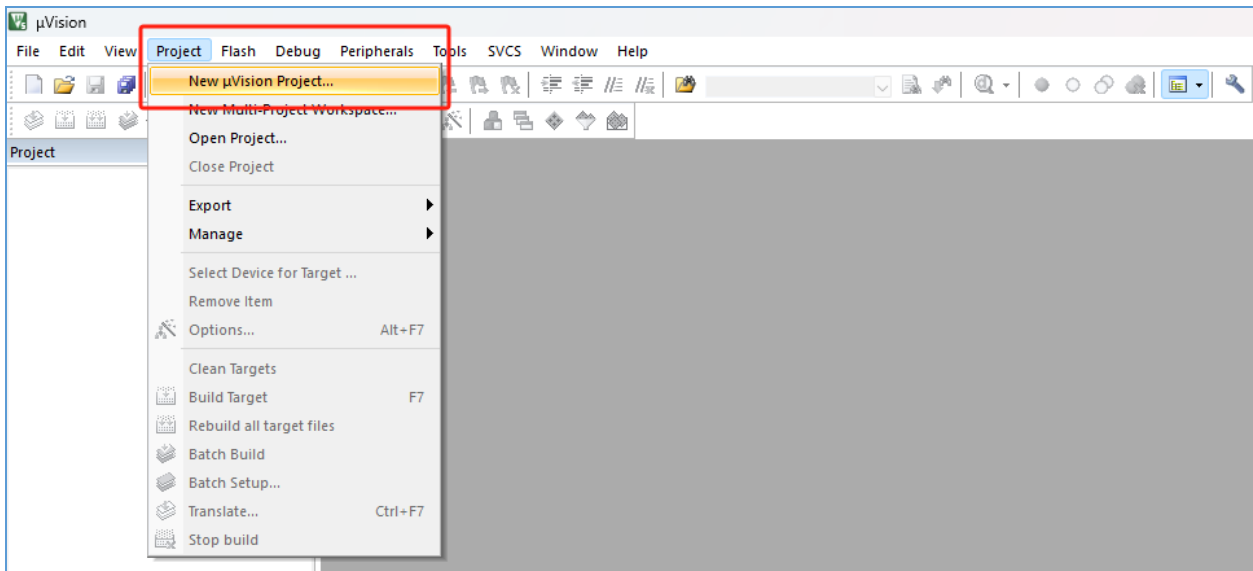 µVision
File Edit View Project Flash Debug Peripherals Tools SVCS Window Help
New µVision Project...
New Multi-Project Workspace...
Open Project...
Close Project
Export
Manage
Select Device for Target ...
Remove Item
Options... Alt+F7
Clean Targets
Build Target F7
Rebuild all target files
Batch Build
Batch Setup...
Translate... Ctrl+F7
Stop build
Project